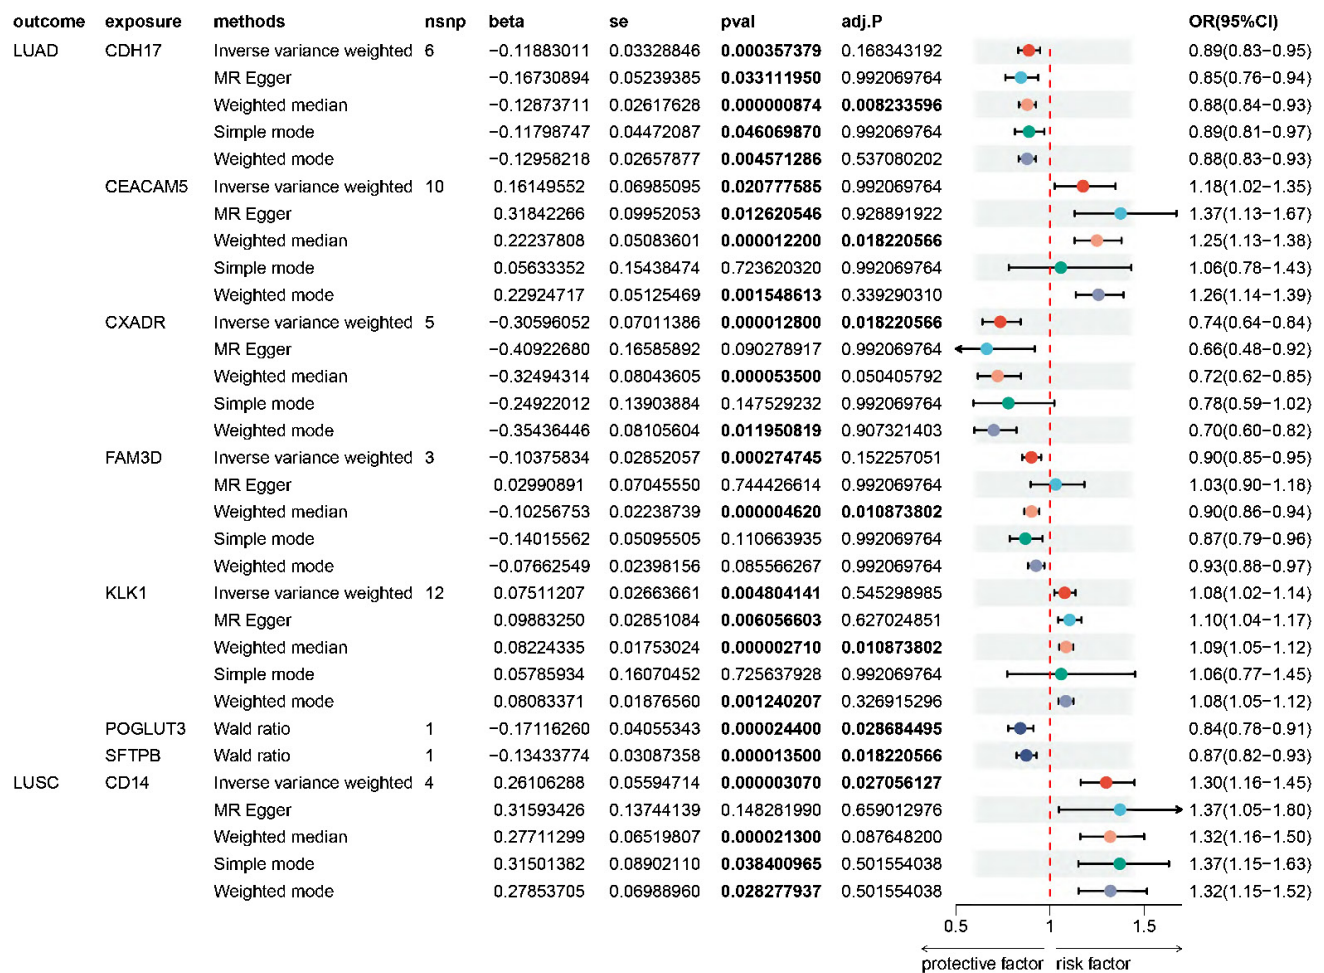 outcome exposure methods nsnp beta se pval adj.P OR(95%CI)
LUAD CDH17 Inverse variance weighted 6 −0.11883011 0.03328846 0.000357379 0.168343192 0.89(0.83−0.95)
MR Egger −0.16730894 0.05239385 0.033111950 0.992069764 0.85(0.76−0.94)
Weighted median −0.12873711 0.02617628 0.000000874 0.008233596 0.88(0.84−0.93)
Simple mode −0.11798747 0.04472087 0.046069870 0.992069764 0.89(0.81−0.97)
Weighted mode −0.12958218 0.02657877 0.004571286 0.537080202 0.88(0.83−0.93)
CEACAM5 Inverse variance weighted 10 0.16149552 0.06985095 0.020777585 0.992069764 1.18(1.02−1.35)
MR Egger 0.31842266 0.09952053 0.012620546 0.928891922 1.37(1.13−1.67)
Weighted median 0.22237808 0.05083601 0.000012200 0.018220566 1.25(1.13−1.38)
Simple mode 0.05633352 0.15438474 0.723620320 0.992069764 1.06(0.78−1.43)
Weighted mode 0.22924717 0.05125469 0.001548613 0.339290310 1.26(1.14−1.39)
CXADR Inverse variance weighted 5 −0.30596052 0.07011386 0.000012800 0.018220566 0.74(0.64−0.84)
MR Egger −0.40922680 0.16585892 0.090278917 0.992069764 0.66(0.48−0.92)
Weighted median −0.32494314 0.08043605 0.000053500 0.050405792 0.72(0.62−0.85)
Simple mode −0.24922012 0.13903884 0.147529232 0.992069764 0.78(0.59−1.02)
Weighted mode −0.35436446 0.08105604 0.011950819 0.907321403 0.70(0.60−0.82)
FAM3D Inverse variance weighted 3 −0.10375834 0.02852057 0.000274745 0.152257051 0.90(0.85−0.95)
MR Egger 0.02990891 0.07045550 0.744426614 0.992069764 1.03(0.90−1.18)
Weighted median −0.10256753 0.02238739 0.000004620 0.010873802 0.90(0.86−0.94)
Simple mode −0.14015562 0.05095505 0.110663935 0.992069764 0.87(0.79−0.96)
Weighted mode −0.07662549 0.02398156 0.085566267 0.992069764 0.93(0.88−0.97)
KLK1 Inverse variance weighted 12 0.07511207 0.02663661 0.004804141 0.545298985 1.08(1.02−1.14)
MR Egger 0.09883250 0.02851084 0.006056603 0.627024851 1.10(1.04−1.17)
Weighted median 0.08224335 0.01753024 0.000002710 0.010873802 1.09(1.05−1.12)
Simple mode 0.05785934 0.16070452 0.725637928 0.992069764 1.06(0.77−1.45)
Weighted mode 0.08083371 0.01876560 0.001240207 0.326915296 1.08(1.05−1.12)
POGLUT3 Wald ratio 1 −0.17116260 0.04055343 0.000024400 0.028684495 0.84(0.78−0.91)
SFTPB Wald ratio 1 −0.13433774 0.03087358 0.000013500 0.018220566 0.87(0.82−0.93)
LUSC CD14 Inverse variance weighted 4 0.26106288 0.05594714 0.000003070 0.027056127 1.30(1.16−1.45)
MR Egger 0.31593426 0.13744139 0.148281990 0.659012976 1.37(1.05−1.80)
Weighted median 0.27711299 0.06519807 0.000021300 0.087648200 1.32(1.16−1.50)
Simple mode 0.31501382 0.08902110 0.038400965 0.501554038 1.37(1.15−1.63)
Weighted mode 0.27853705 0.06988960 0.028277937 0.501554038 1.32(1.15−1.52)
0.5 1 1.5
protective factor risk factor